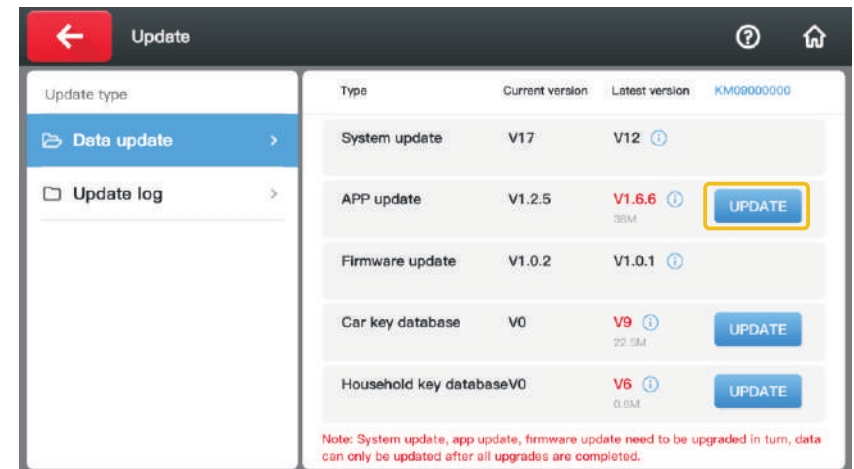 Update
Update type
Data update
Update log
Type Current version Latest version KM09000000
System update V17 V12
APP update V1.2.5 V1.6.6 UPDATE
36M
Firmware update V1.0.2 V1.0.1
Car key database V0 V9 UPDATE
22.5M
Household key databaseV0 V6 UPDATE
0.6M
Note: System update, app update, firmware update need to be upgraded in turn, data
can only be updated after all upgrades are completed.